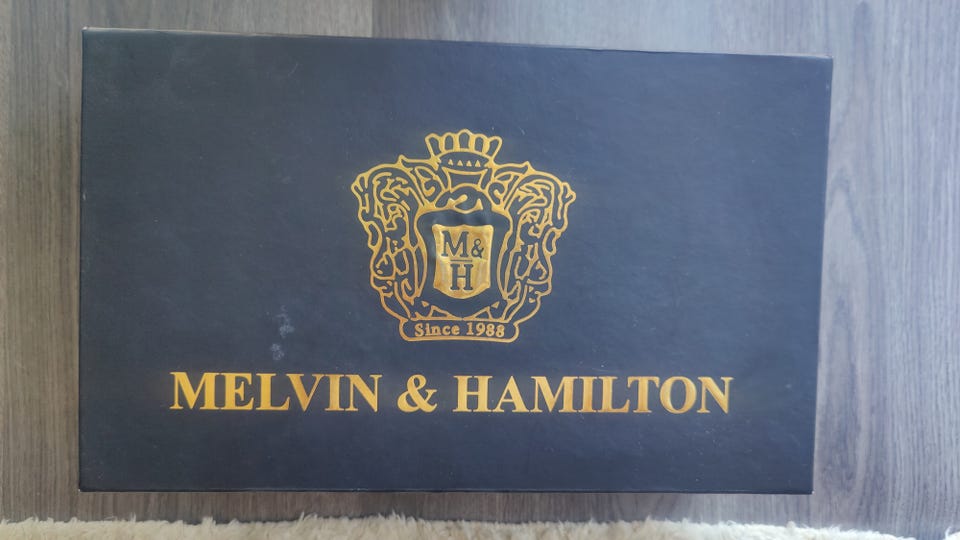 M&
H
Since 1988
MELVIN & HAMILTON